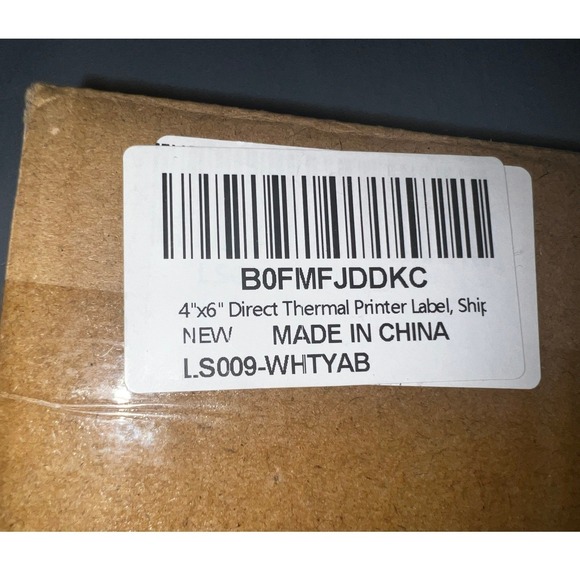 B0FMFJDDKC
4"x6" Direct Thermal Printer Label, Ship
NEW MADE IN CHINA
LS009-WHTYAB